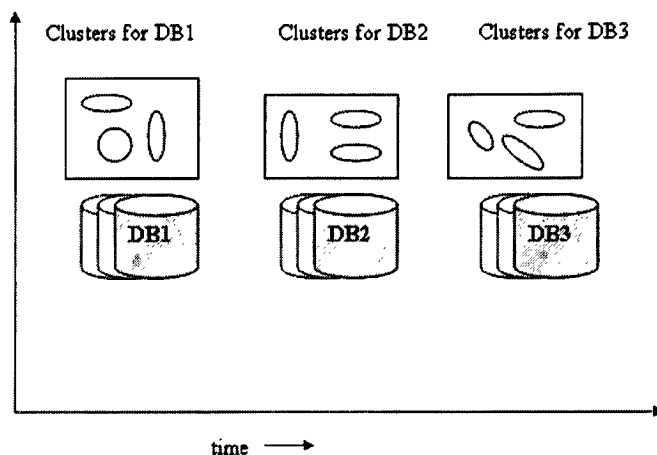 Clusters for DB1 Clusters for DB2 Clusters for DB3
DB1 DB2 DB3
time